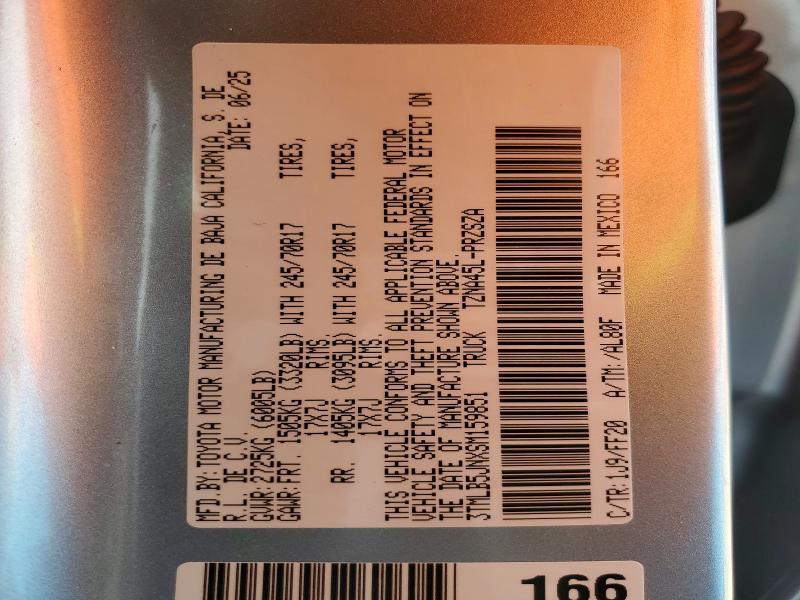 MFD.BY:TOYOTA MOTOR MANUFACTURING DE BAJA CALIFORNIA, S. DE
R.L. DE C.V. DATE: 06/25
GVWR:2725KG (6005LB)
GAWR:FRT. 1505KG (3320LB) WITH 245/70R17 TIRES,
17X7J RIMS,
RR. 1405KG (3095LB) WITH 245/70R17 TIRES,
17X7J RIMS.
THIS VEHICLE CONFORMS TO ALL APPLICABLE FEDERAL MOTOR
VEHICLE SAFETY AND THEFT PREVENTION STANDARDS IN EFFECT ON
THE DATE OF MANUFACTURE SHOWN ABOVE.
3TMLB5JNXSM159851 TRUCK TZNA45L-PRZSZA
C/TR:1J9/FF20 A/TM:/AL80F MADE IN MEXICO 166
166